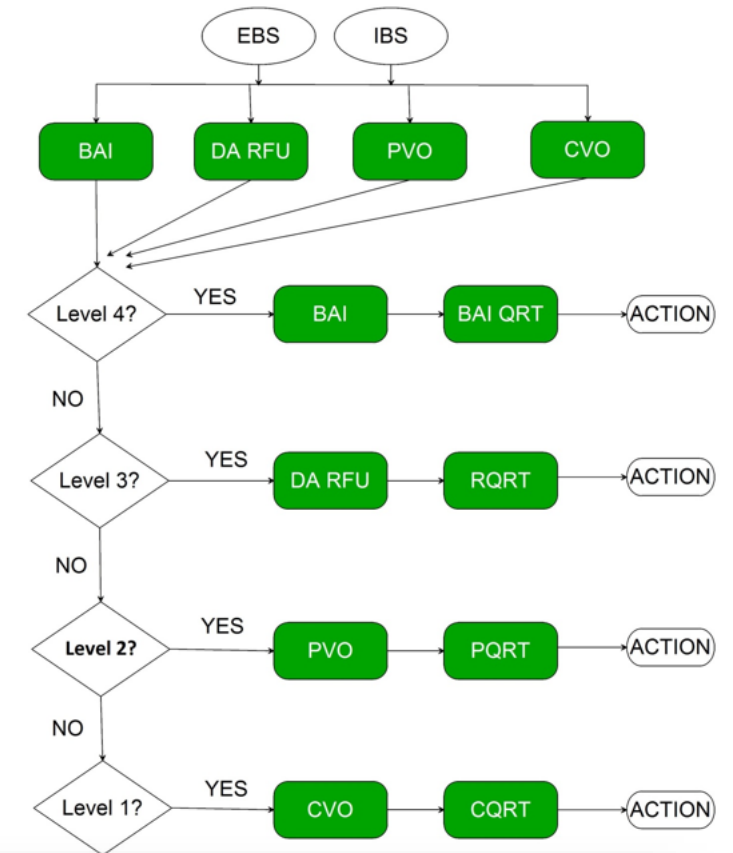 EBS
IBS
BAI
DA RFU
PVO
CVO
Level 4?
YES
BAI
BAI QRT
ACTION
NO
Level 3?
YES
DA RFU
RQRT
ACTION
NO
Level 2?
YES
PVO
PQRT
ACTION
NO
Level 1?
YES
CVO
CQRT
ACTION